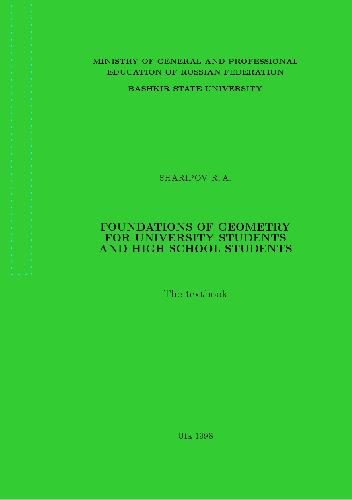 MINISTRY OF GENERAL AND PROFESSIONAL
EDUCATION OF RUSSIAN FEDERATION
BASHKIR STATE UNIVERSITY
SHARIPOV R. A.
FOUNDATIONS OF GEOMETRY
FOR UNIVERSITY STUDENTS
AND HIGH SCHOOL STUDENTS
The textbook
Ufa 1998